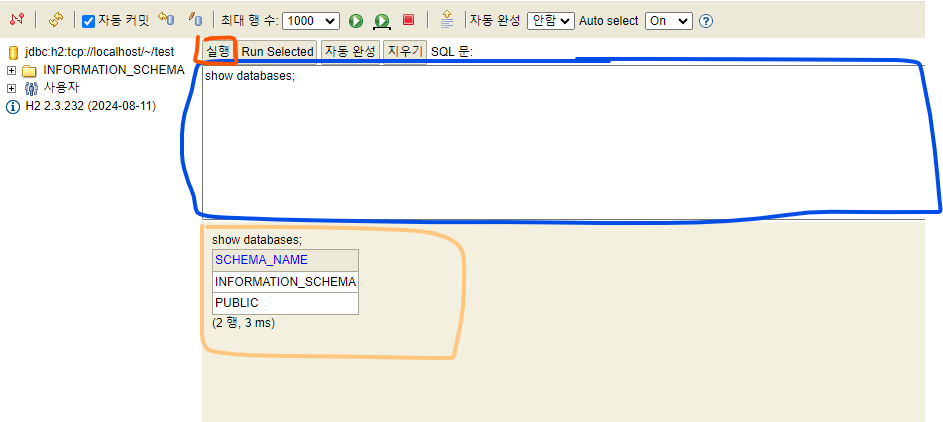 자동 커밋 최대 행 수: 1000 자동 완성 안함 Auto select On
jdbc:h2:tcp://localhost/~/test
INFORMATION_SCHEMA
사용자
H2 2.3.232 (2024-08-11)
실행 Run Selected 자동 완성 지우기 SQL 문:
show databases;
show databases;
SCHEMA_NAME
INFORMATION_SCHEMA
PUBLIC
(2 행, 3 ms)